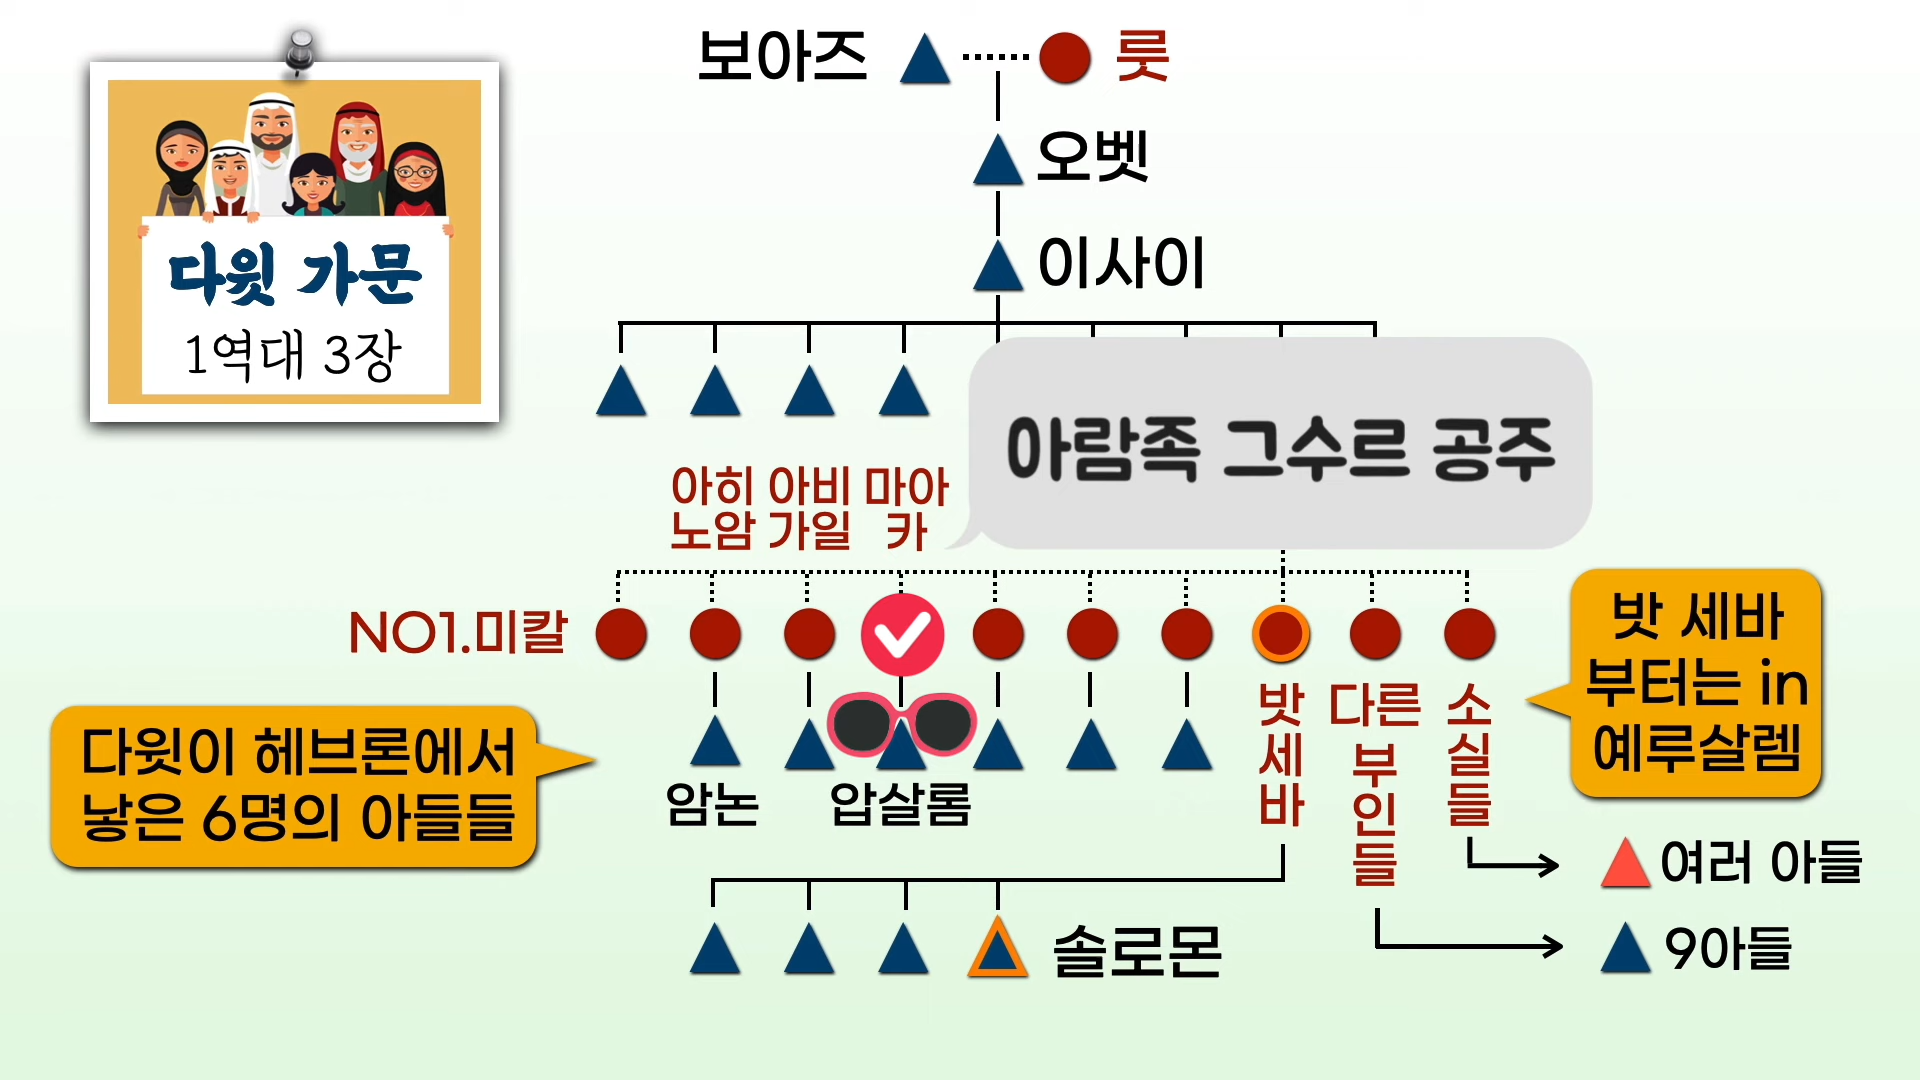 보아즈
룻
오벳
이사이
다윗 가문
1역대 3장
아람족 그수르 공주
아히
노암
아비
가일
마아
카
NO1.미칼
밧 세바
부터는 in
예루살렘
다윗이 헤브론에서
낳은 6명의 아들들
암논
압살롬
밧세바
다른 부인들
소실들
여러 아들
9아들
솔로몬